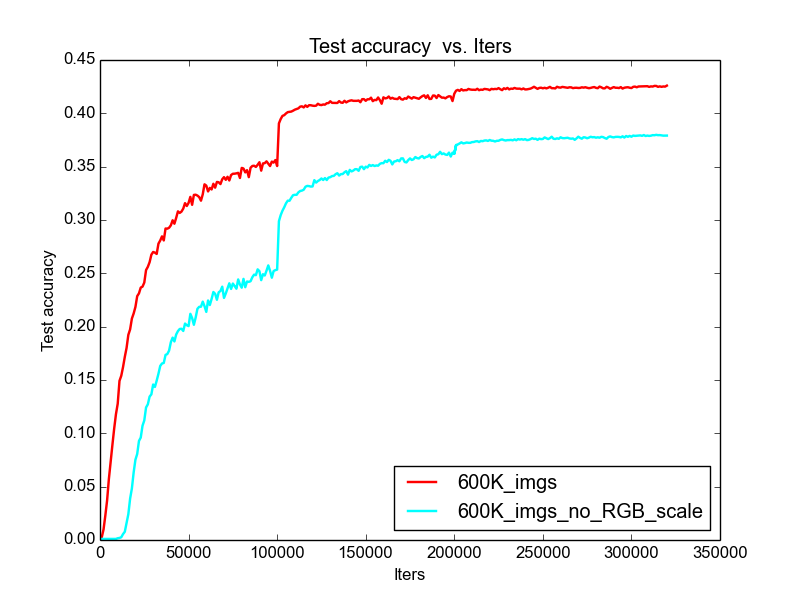 Test accuracy  vs. Iters
0.45
0.40
0.35
0.30
0.25
0.20
0.15
0.10
0.05
0.00
Test accuracy
0 50000 100000 150000 200000 250000 300000 350000
Iters
600K_imgs
600K_imgs_no_RGB_scale